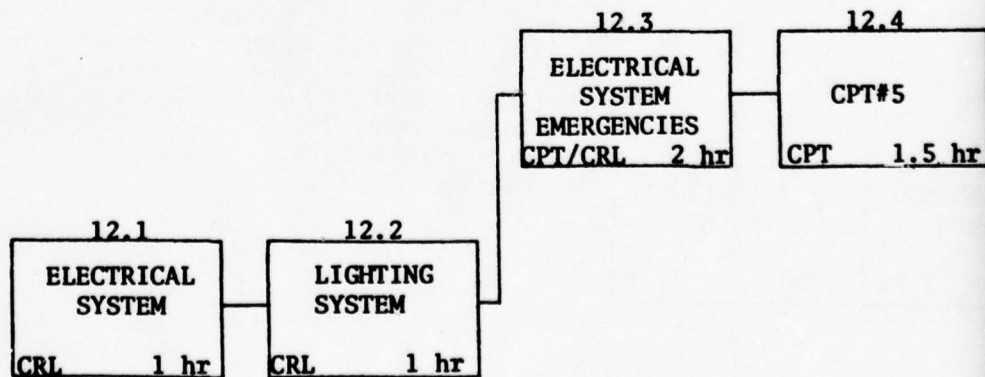 12.3
ELECTRICAL
SYSTEM
EMERGENCIES
CPT/CRL 2 hr
12.4
CPT#5
CPT 1.5 hr
12.1
ELECTRICAL
SYSTEM
CRL 1 hr
12.2
LIGHTING
SYSTEM
CRL 1 hr